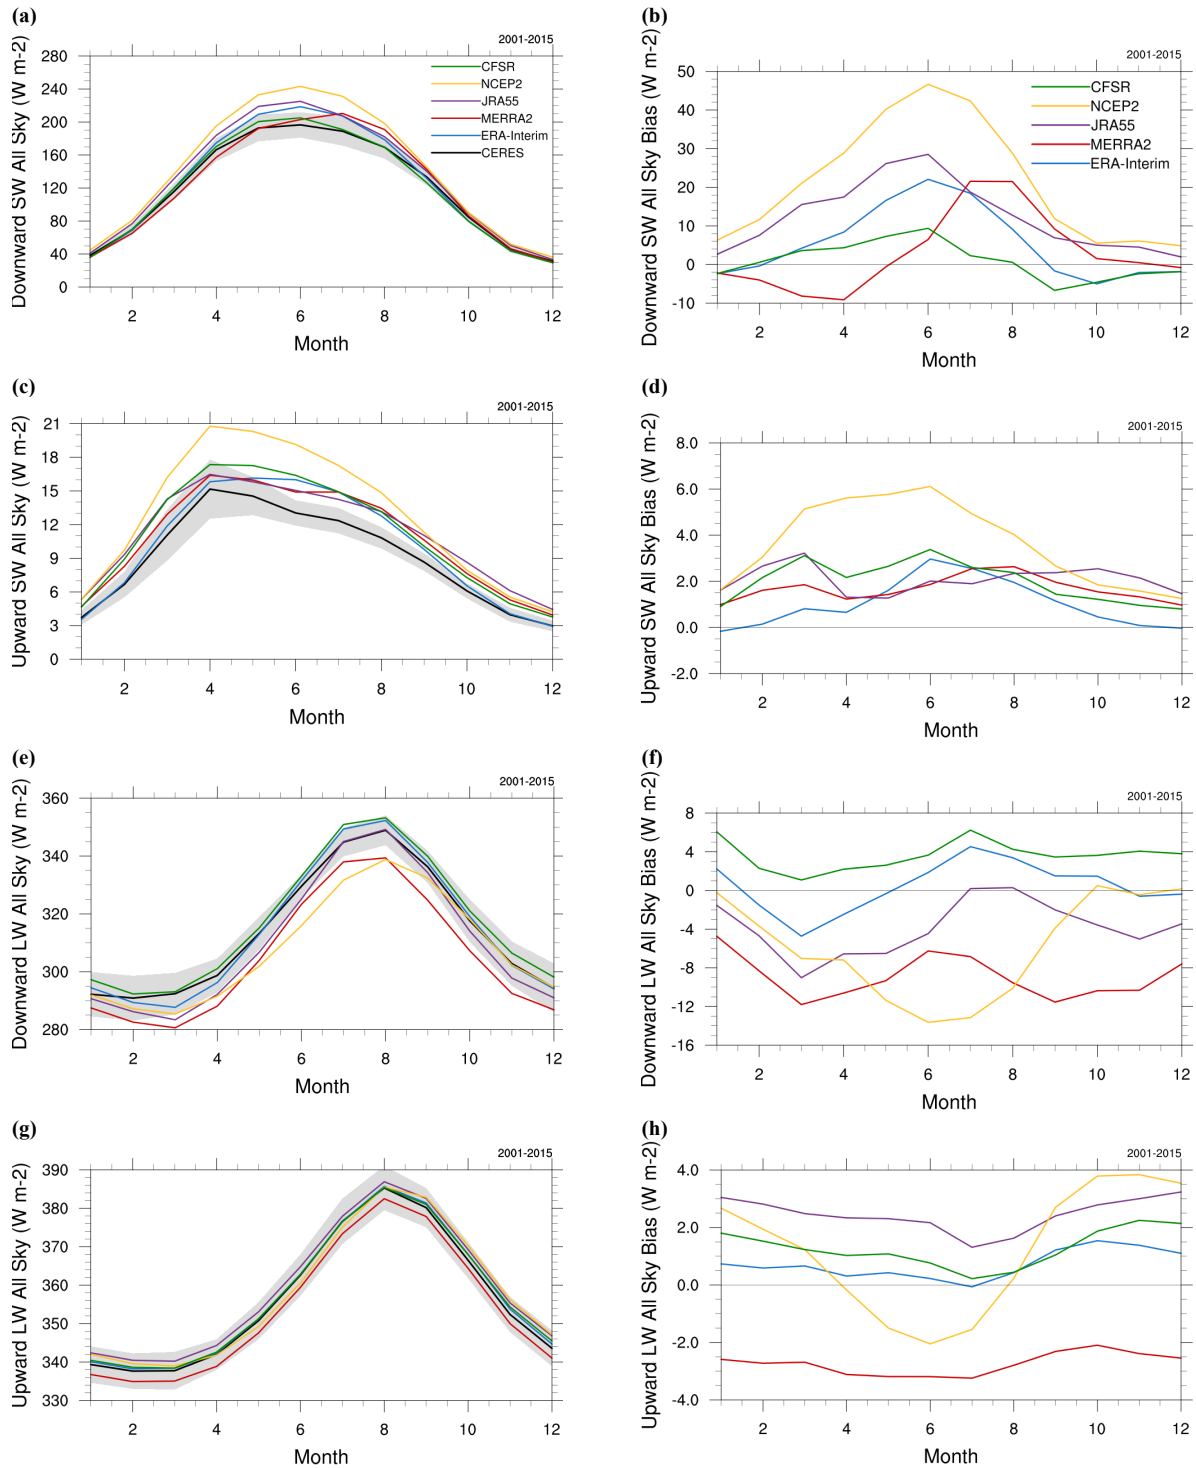 (a)
2001-2015
Downward SW All Sky (W m-2)
280
240
200
160
120
80
40
0
CFSR
NCEP2
JRA55
MERRA2
ERA-Interim
CERES
2 4 6 8 10 12
Month
(b)
2001-2015
Downward SW All Sky Bias (W m-2)
50
40
30
20
10
0
-10
CFSR
NCEP2
JRA55
MERRA2
ERA-Interim
2 4 6 8 10 12
Month
(c)
2001-2015
Upward SW All Sky (W m-2)
21
18
15
12
9
6
3
0
2 4 6 8 10 12
Month
(d)
2001-2015
Upward SW All Sky Bias (W m-2)
8.0
6.0
4.0
2.0
0.0
-2.0
2 4 6 8 10 12
Month
(e)
2001-2015
Downward LW All Sky (W m-2)
360
340
320
300
280
2 4 6 8 10 12
Month
(f)
2001-2015
Downward LW All Sky Bias (W m-2)
8
4
0
-4
-8
-12
-16
2 4 6 8 10 12
Month
(g)
2001-2015
Upward LW All Sky (W m-2)
390
380
370
360
350
340
330
2 4 6 8 10 12
Month
(h)
2001-2015
Upward LW All Sky Bias (W m-2)
4.0
2.0
0.0
-2.0
-4.0
2 4 6 8 10 12
Month